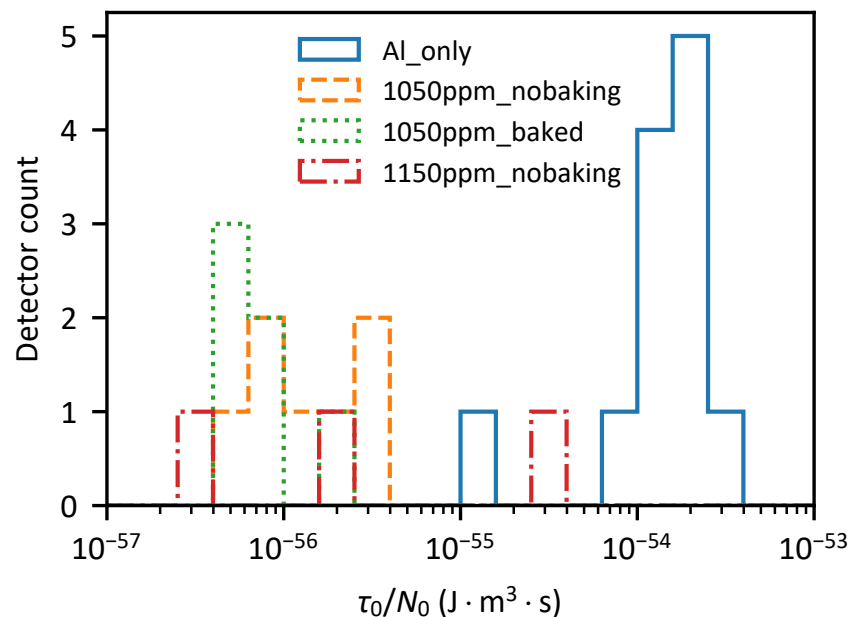 5
4
3
2
1
0
Detector count
Al_only
1050ppm_nobaking
1050ppm_baked
1150ppm_nobaking
10⁻⁵⁷
10⁻⁵⁶
10⁻⁵⁵
10⁻⁵⁴
10⁻⁵³
τ₀/N₀ (J · m³ · s)